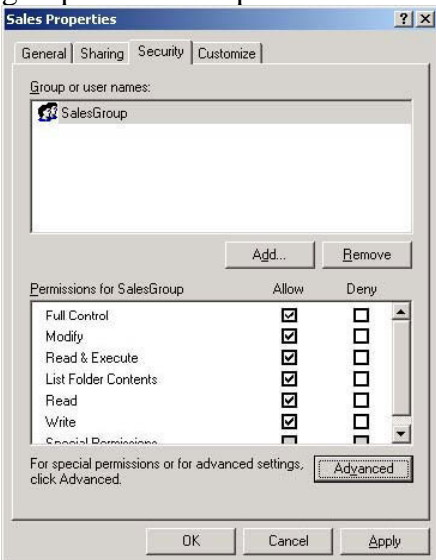 Sales Properties ? X
General Sharing Security Customize
Group or user names:
SalesGroup
Add... Remove
Permissions for SalesGroup Allow Deny
Full Control
Modify
Read & Execute
List Folder Contents
Read
Write
Special Permissions
For special permissions or for advanced settings, Advanced
click Advanced.
OK Cancel Apply